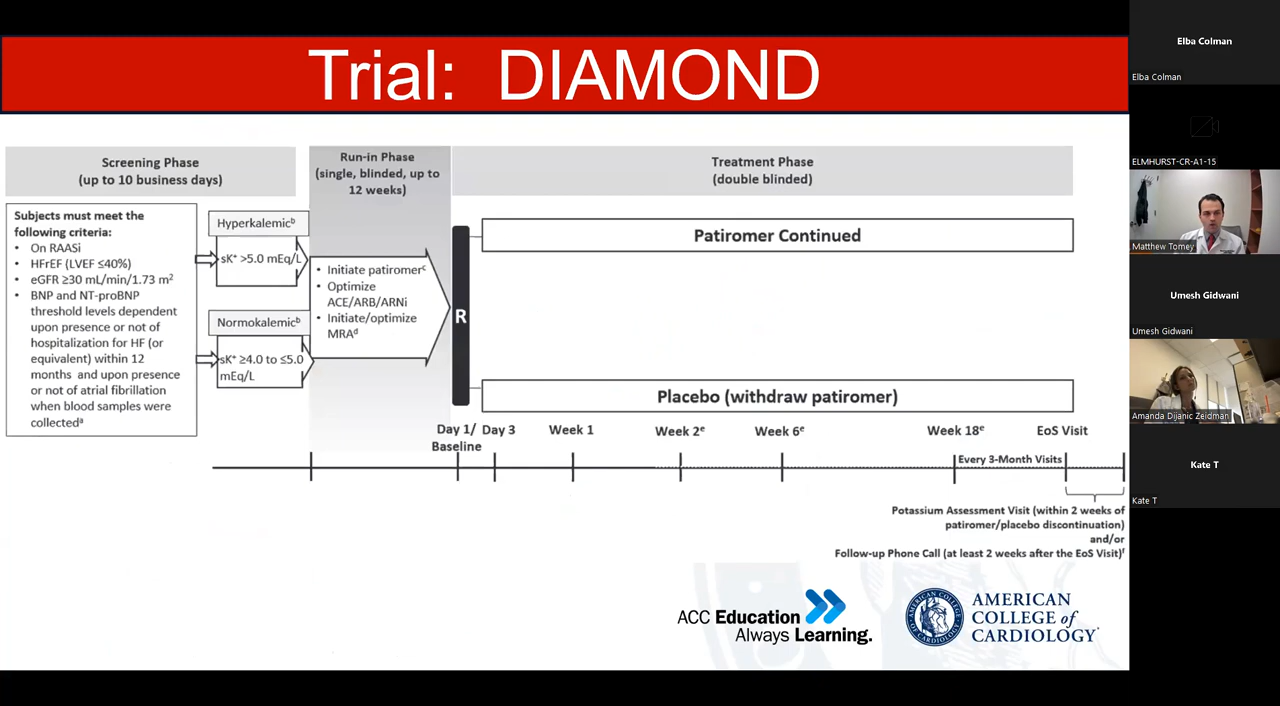 Trial: DIAMOND
Screening Phase
(up to 10 business days)
Run-in Phase
(single, blinded, up to
12 weeks)
Treatment Phase
(double blinded)
Subjects must meet the
following criteria:
• On RAASi
• HFrEF (LVEF ≤40%)
• eGFR ≥30 mL/min/1.73 m²
• BNP and NT-proBNP
threshold levels dependent
upon presence or not of
hospitalization for HF (or
equivalent) within 12
months and upon presence
or not of atrial fibrillation
when blood samples were
collectedᵃ
Hyperkalemicᵇ
sK⁺ >5.0 mEq/L
Normokalemicᵇ
sK⁺ ≥4.0 to ≤5.0
mEq/L
• Initiate patiromerᶜ
• Optimize
ACE/ARB/ARNi
• Initiate/optimize
MRAᵈ
R
Patiromer Continued
Placebo (withdraw patiromer)
Day 1/
Baseline
Day 3
Week 1
Week 2ᵉ
Week 6ᵉ
Week 18ᵉ
EoS Visit
Every 3-Month Visits
Potassium Assessment Visit (within 2 weeks of
patiromer/placebo discontinuation)
and/or
Follow-up Phone Call (at least 2 weeks after the EoS Visit)ᶠ
ACC Education
Always Learning.
AMERICAN
COLLEGE of
CARDIOLOGY
Elba Colman
Elba Colman
ELMHURST-CR-A1-15
Matthew Tomey
Umesh Gidwani
Umesh Gidwani
Amanda Dijanic Zeidman
Kate T
Kate T